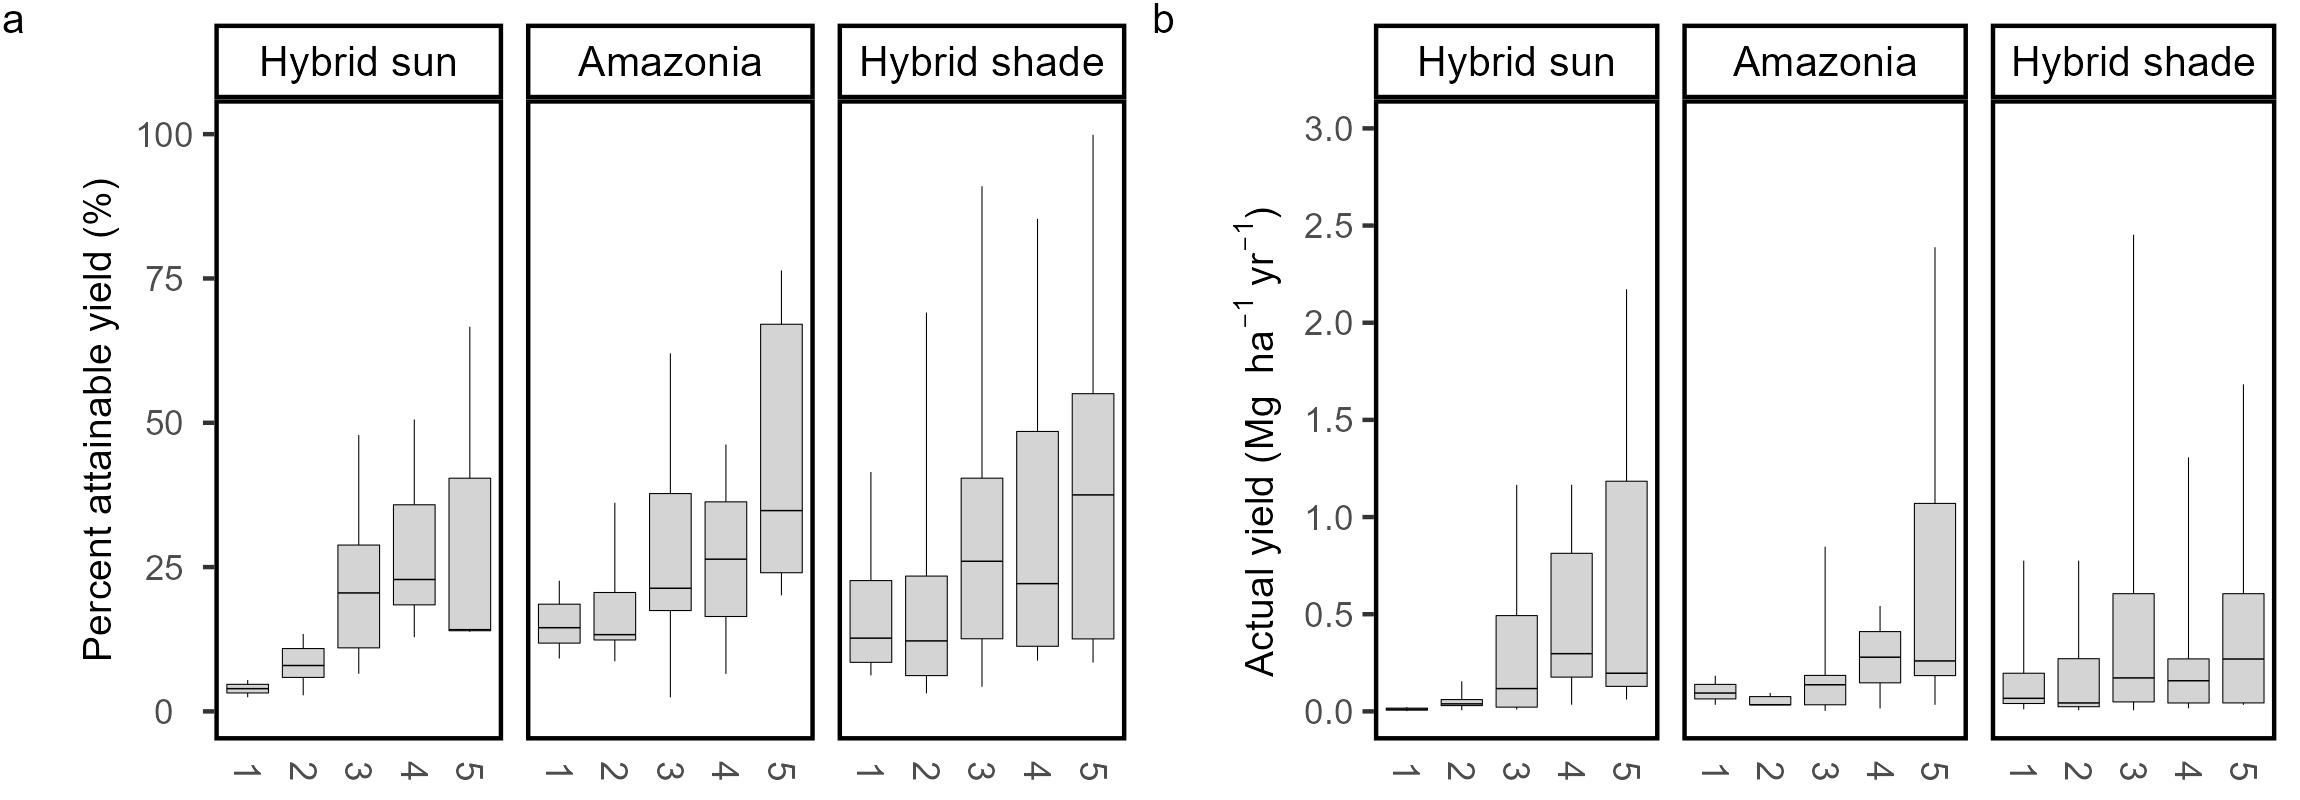 a
Hybrid sun Amazonia Hybrid shade
Percent attainable yield (%)
100
75
50
25
0
1 2 3 4 5 1 2 3 4 5 1 2 3 4 5
b
Hybrid sun Amazonia Hybrid shade
Actual yield (Mg ha⁻¹ yr⁻¹)
3.0
2.5
2.0
1.5
1.0
0.5
0.0
1 2 3 4 5 1 2 3 4 5 1 2 3 4 5